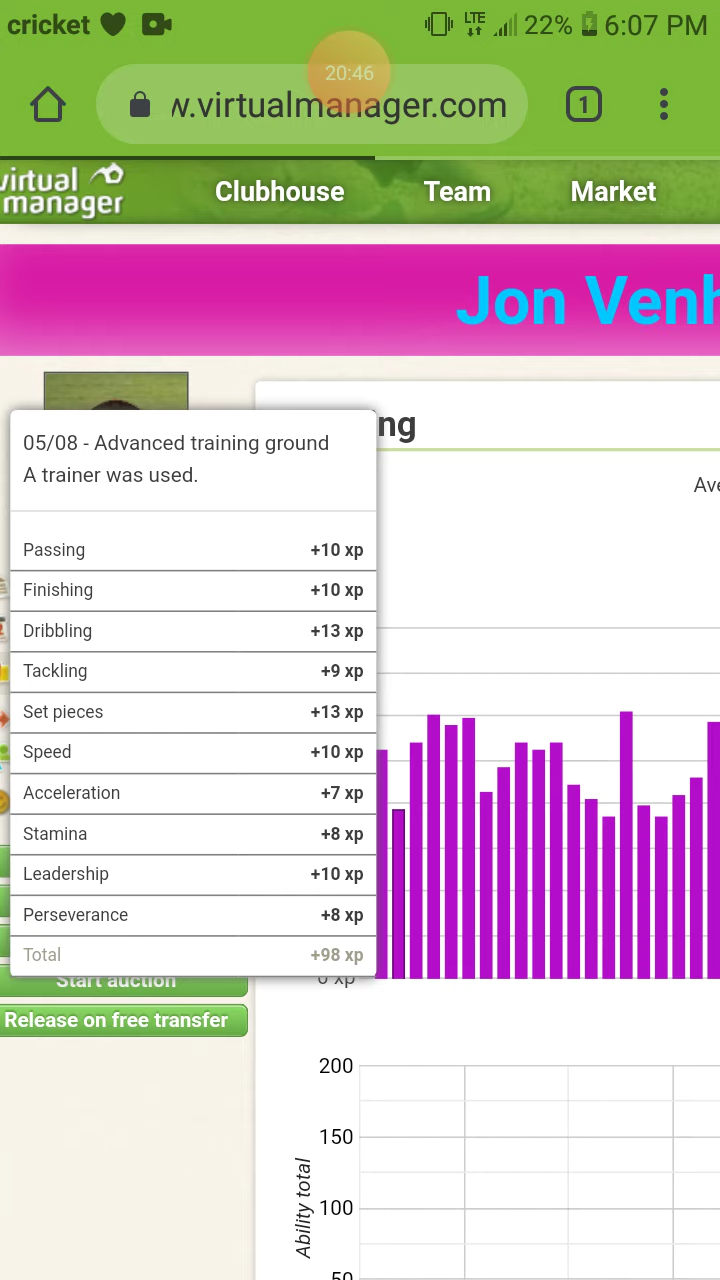 cricket LTE 22% 6:07 PM
20:46
w.virtualmanager.com 1
virtual manager Clubhouse Team Market
Jon Venh
ng
05/08 - Advanced training ground
A trainer was used.
Ave
Passing +10 xp
Finishing +10 xp
Dribbling +13 xp
Tackling +9 xp
Set pieces +13 xp
Speed +10 xp
Acceleration +7 xp
Stamina +8 xp
Leadership +10 xp
Perseverance +8 xp
Total +98 xp
0 xp
Start auction
Release on free transfer
200
150
100
50
Ability total